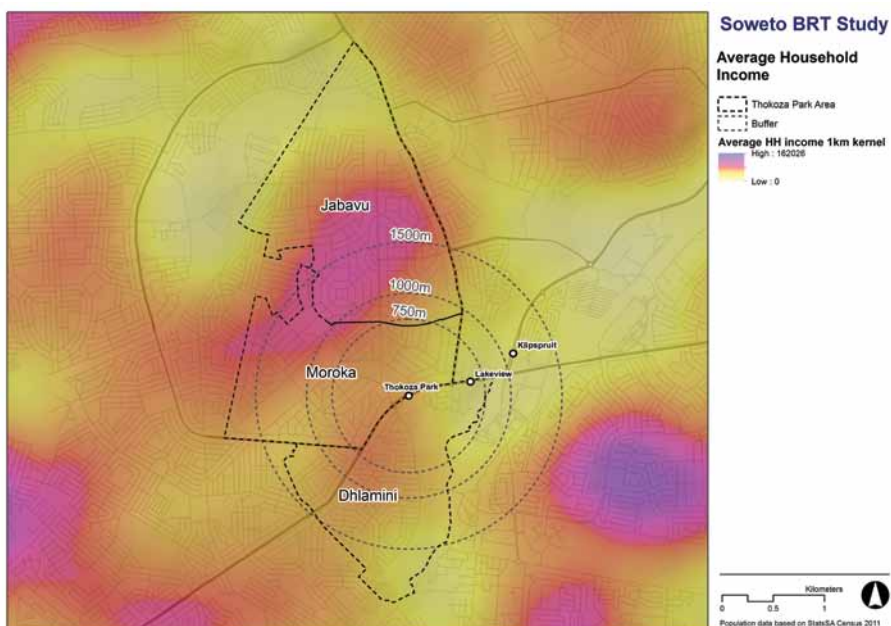 Soweto BRT Study
Average Household
Income
Thokoza Park Area
Buffer
Average HH income 1km kernel
High : 162026
Low : 0
Jabavu
1500m
1000m
750m
Klipspruit
Lakeview
Moroka
Thokoza Park
Dhlamini
Kilometers
0 0.5 1
Population data based on StatsSA Census 2011